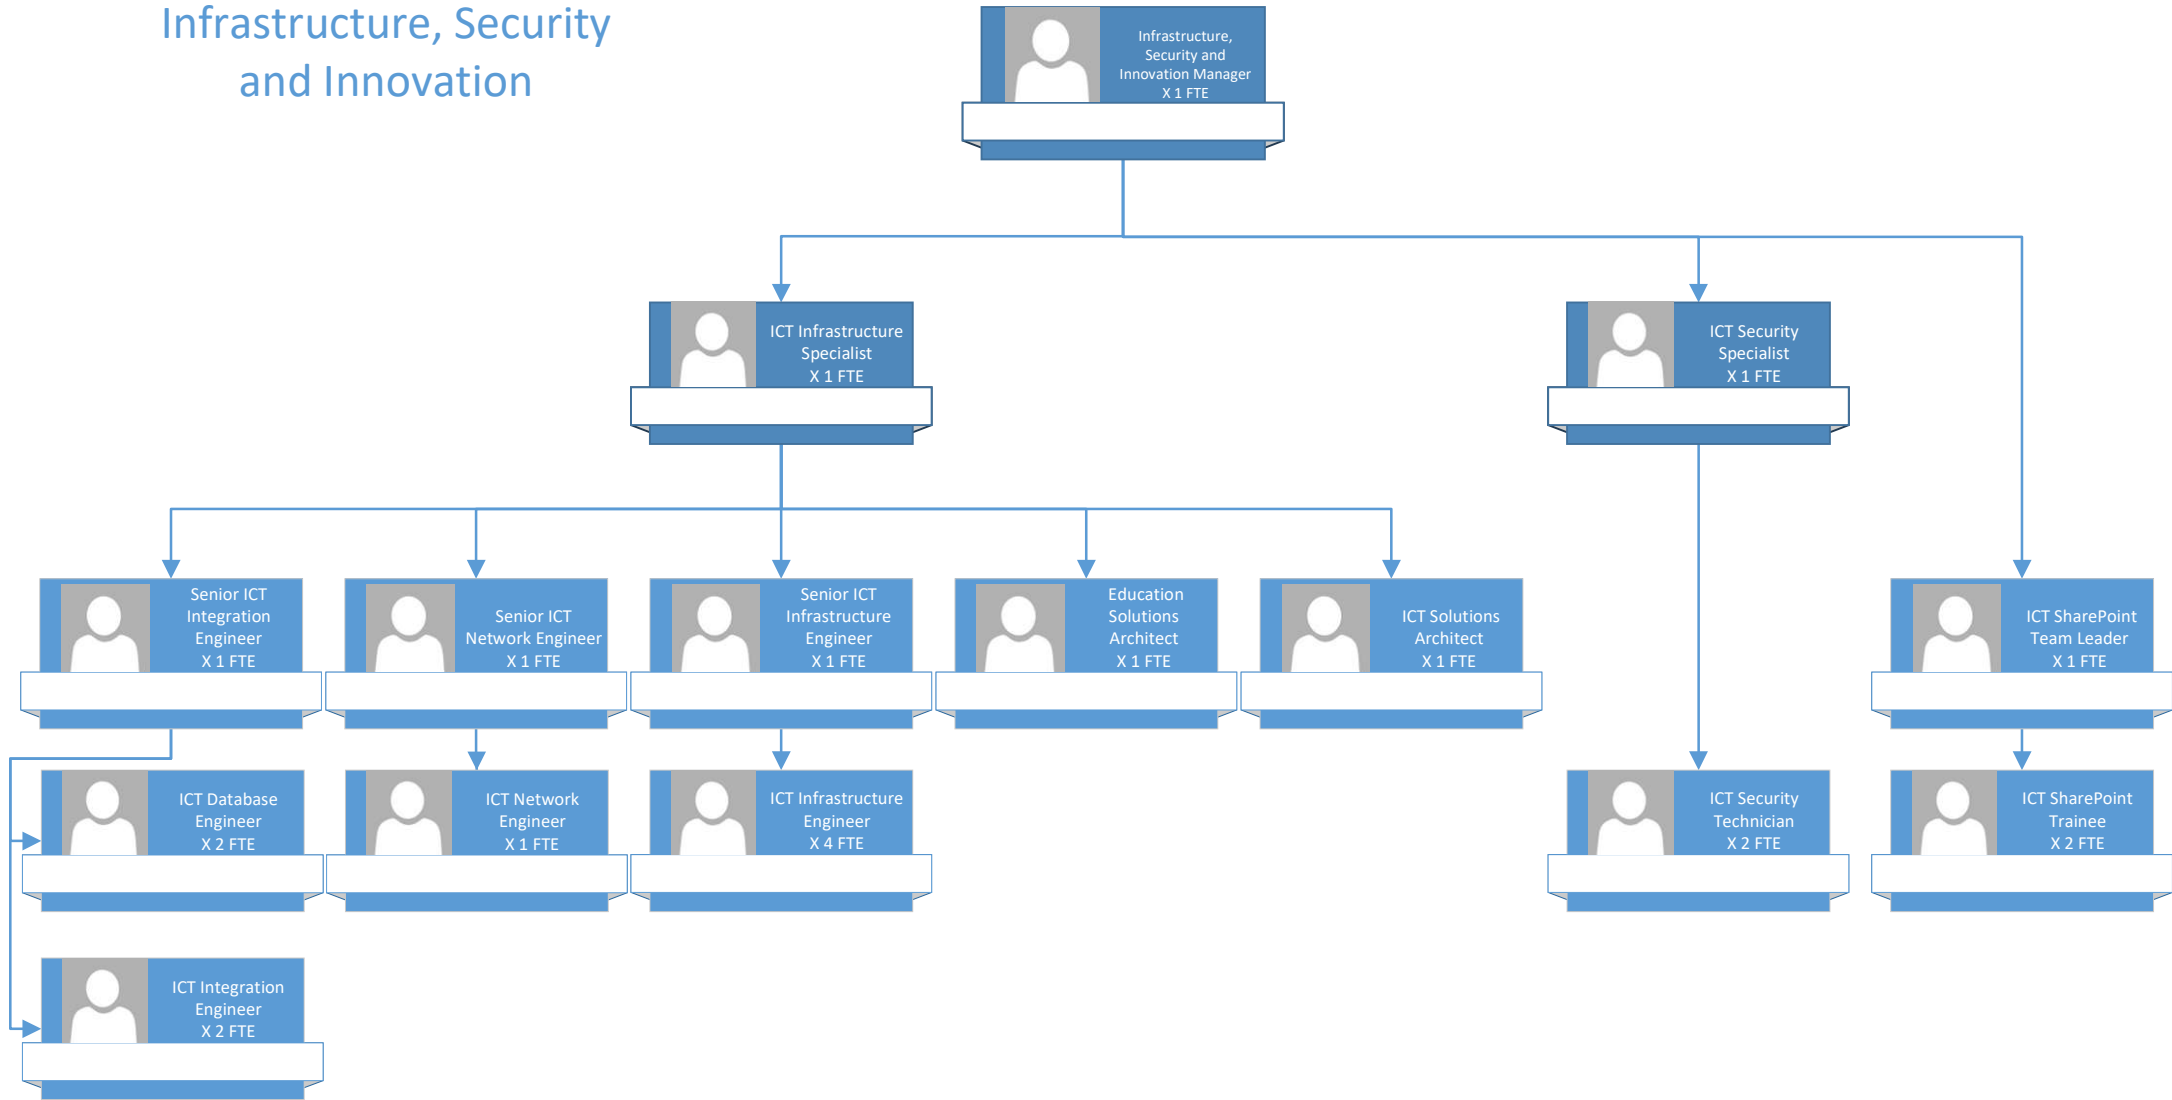 Infrastructure, Security
and Innovation
Infrastructure,
Security and
Innovation Manager
X 1 FTE
ICT Infrastructure
Specialist
X 1 FTE
ICT Security
Specialist
X 1 FTE
Senior ICT
Integration
Engineer
X 1 FTE
Senior ICT
Network Engineer
X 1 FTE
Senior ICT
Infrastructure
Engineer
X 1 FTE
Education
Solutions
Architect
X 1 FTE
ICT Solutions
Architect
X 1 FTE
ICT SharePoint
Team Leader
X 1 FTE
ICT Database
Engineer
X 2 FTE
ICT Network
Engineer
X 1 FTE
ICT Infrastructure
Engineer
X 4 FTE
ICT Security
Technician
X 2 FTE
ICT SharePoint
Trainee
X 2 FTE
ICT Integration
Engineer
X 2 FTE